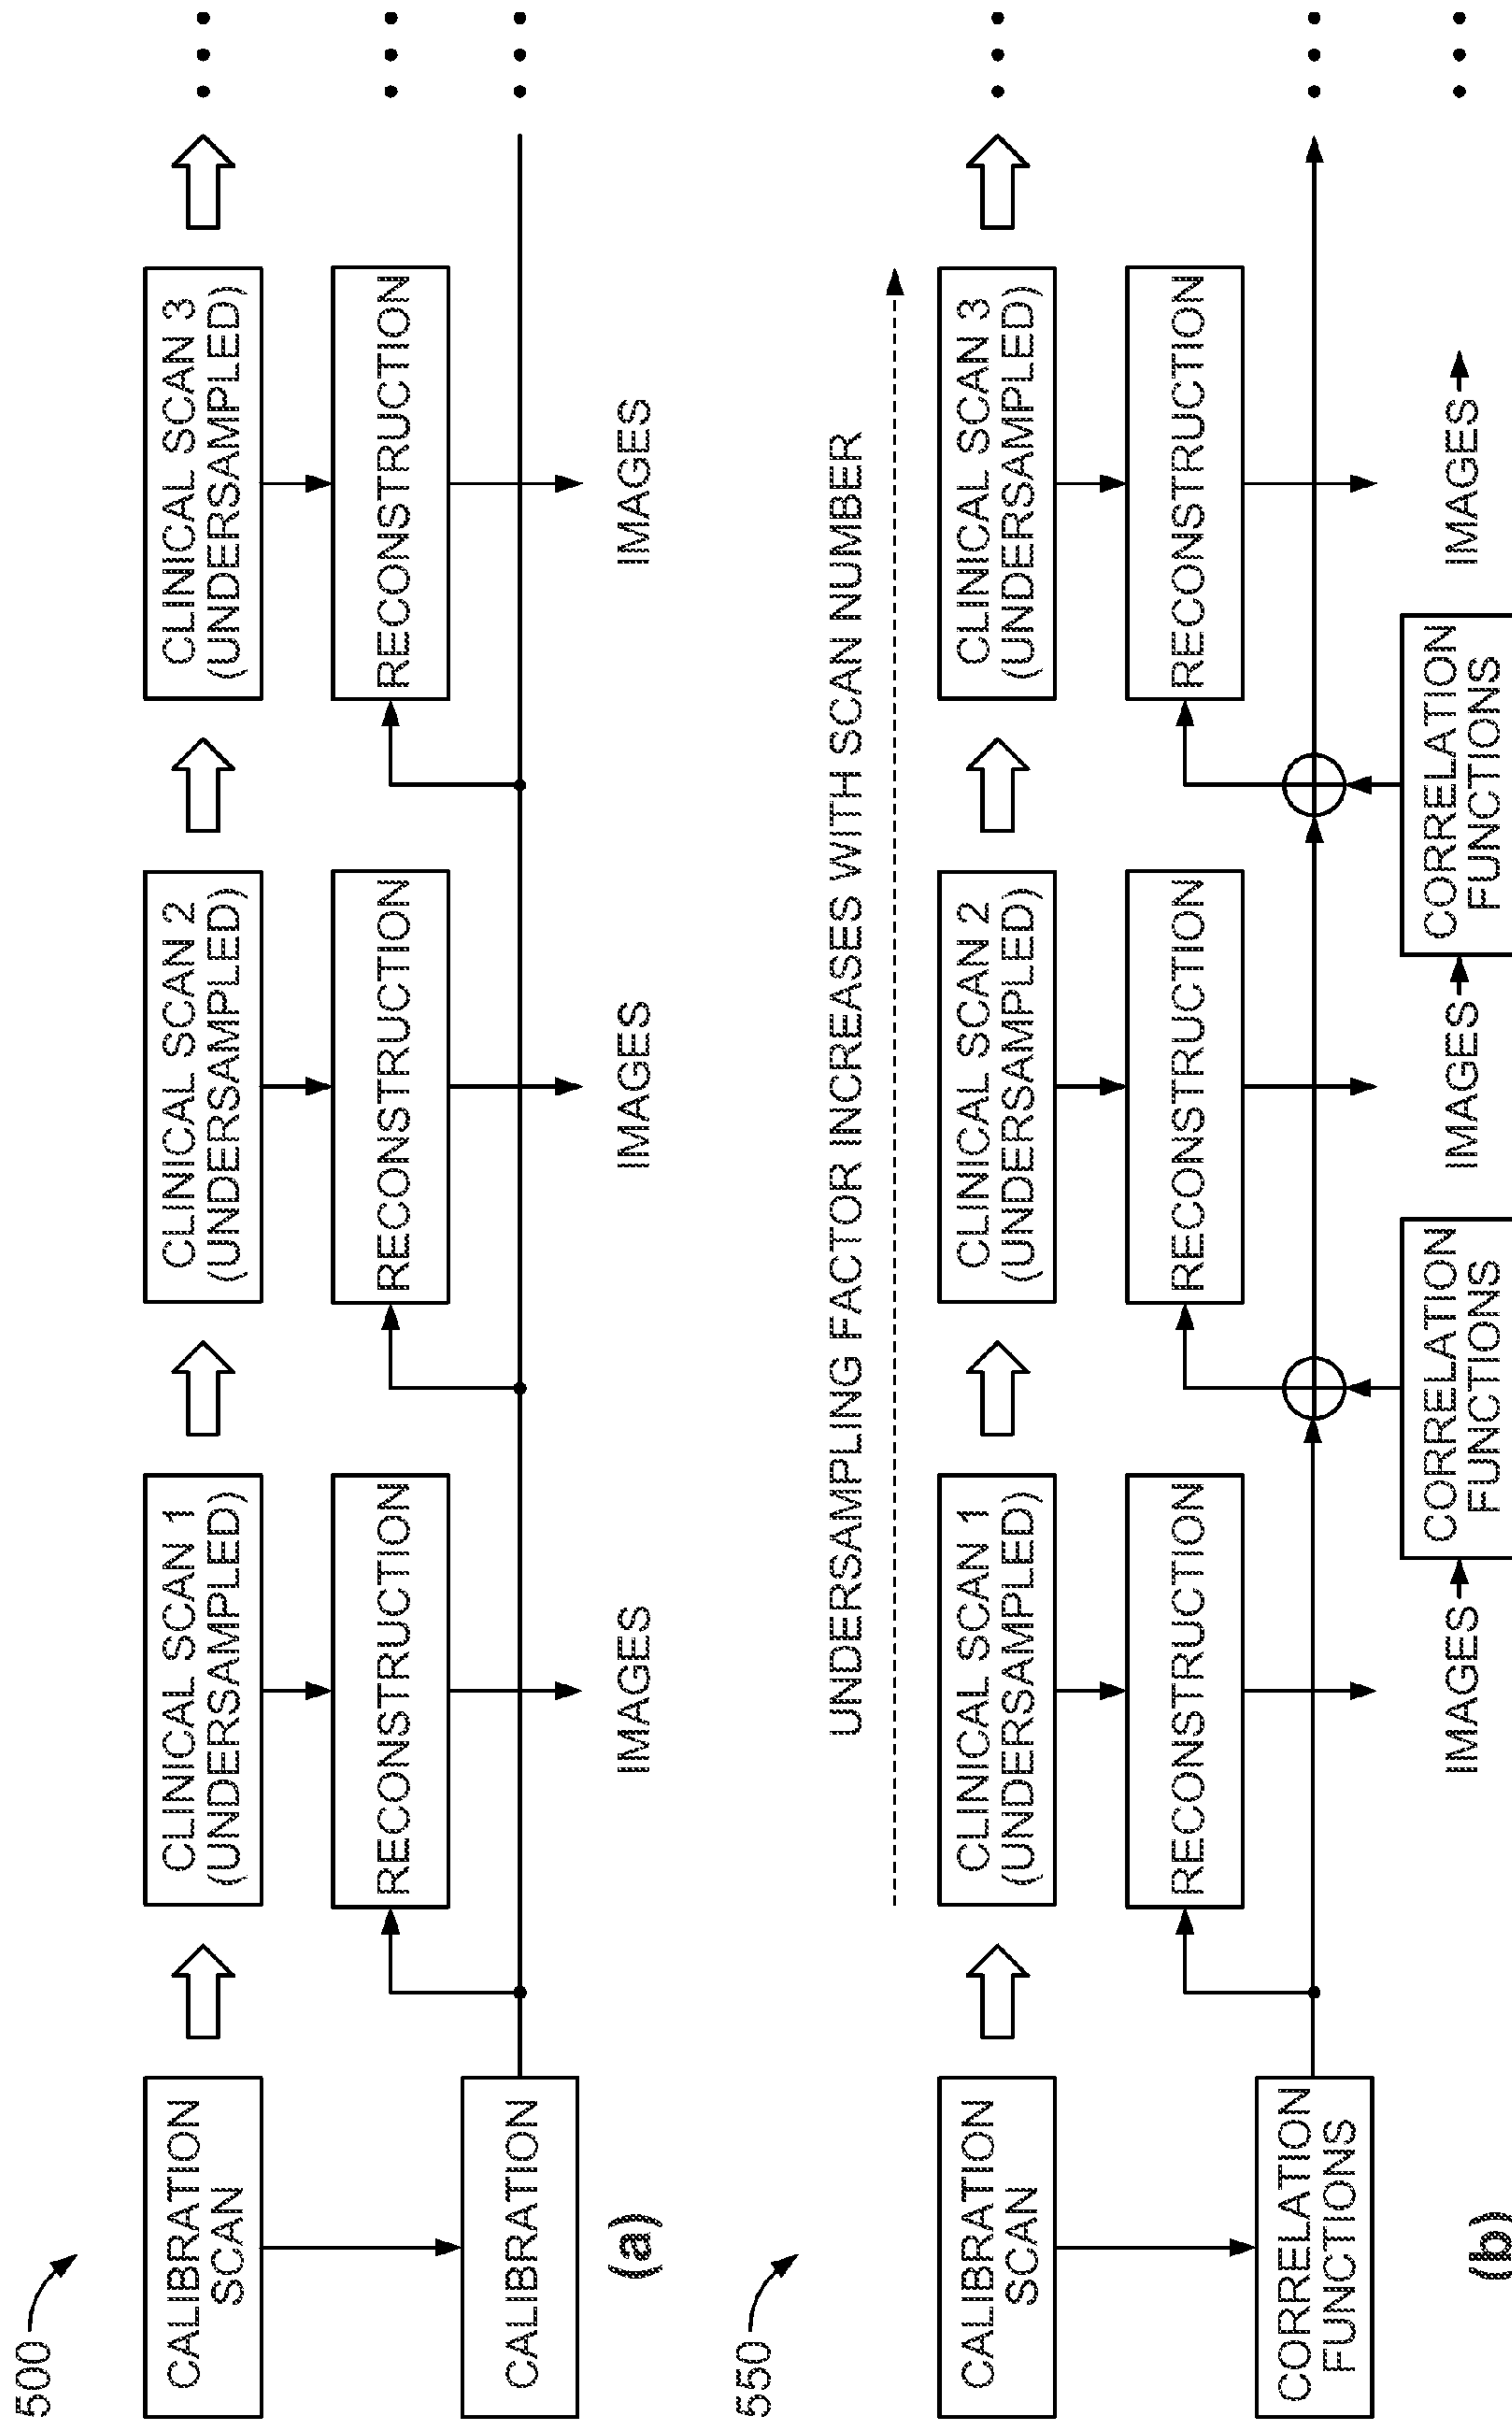 500
CALIBRATION
SCAN
CLINICAL SCAN 1
(UNDERSAMPLED)
CLINICAL SCAN 2
(UNDERSAMPLED)
CLINICAL SCAN 3
(UNDERSAMPLED)
RECONSTRUCTION
RECONSTRUCTION
RECONSTRUCTION
CALIBRATION
IMAGES
IMAGES
IMAGES
(a)
550
UNDERSAMPLING FACTOR INCREASES WITH SCAN NUMBER
CALIBRATION
SCAN
CLINICAL SCAN 1
(UNDERSAMPLED)
CLINICAL SCAN 2
(UNDERSAMPLED)
CLINICAL SCAN 3
(UNDERSAMPLED)
RECONSTRUCTION
RECONSTRUCTION
RECONSTRUCTION
CORRELATION
FUNCTIONS
IMAGES
CORRELATION
FUNCTIONS
IMAGES
CORRELATION
FUNCTIONS
IMAGES
(b)